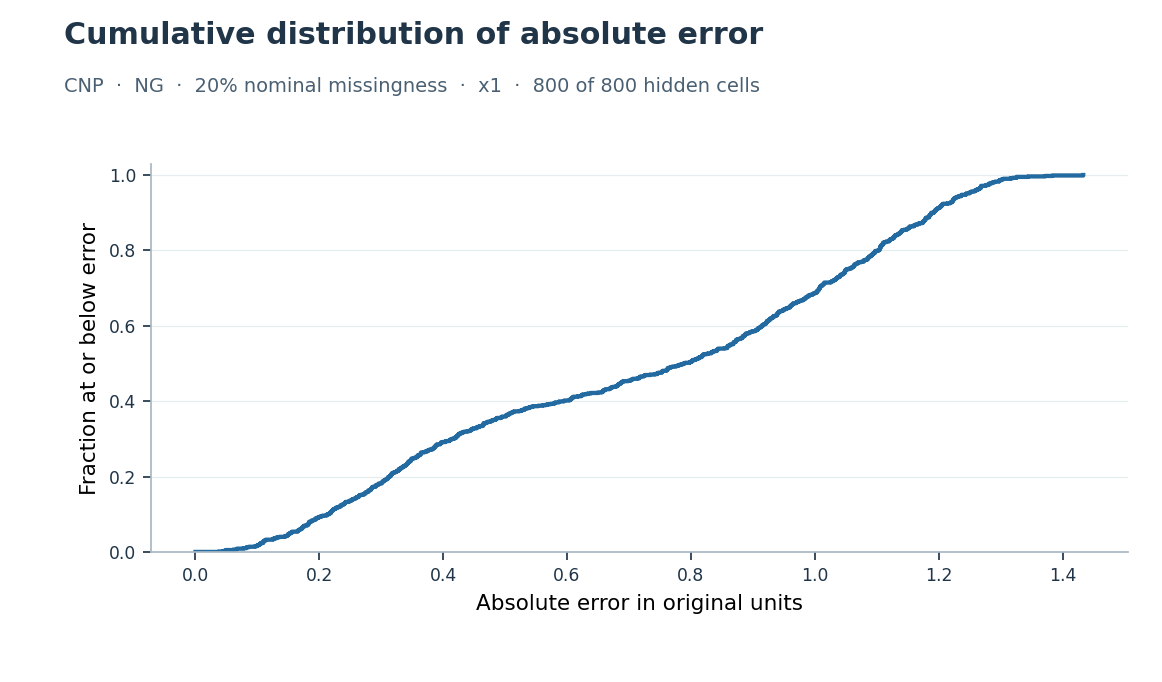 Cumulative distribution of absolute error
CNP · NG · 20% nominal missingness · x1 · 800 of 800 hidden cells
Fraction at or below error
1.0
0.8
0.6
0.4
0.2
0.0
0.0 0.2 0.4 0.6 0.8 1.0 1.2 1.4
Absolute error in original units